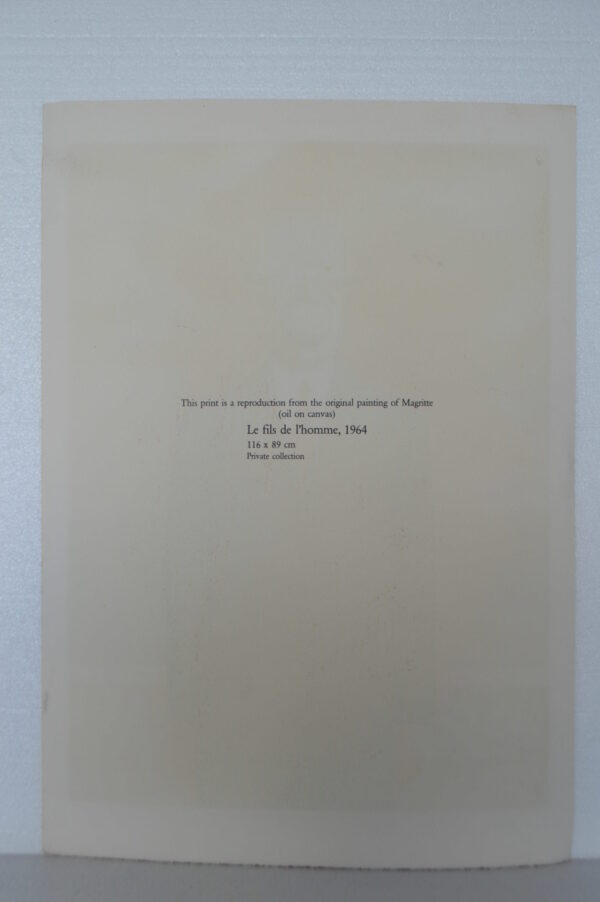 This print is a reproduction from the original painting of Magritte
(oil on canvas)
Le fils de l'homme, 1964
116 x 89 cm
Private collection